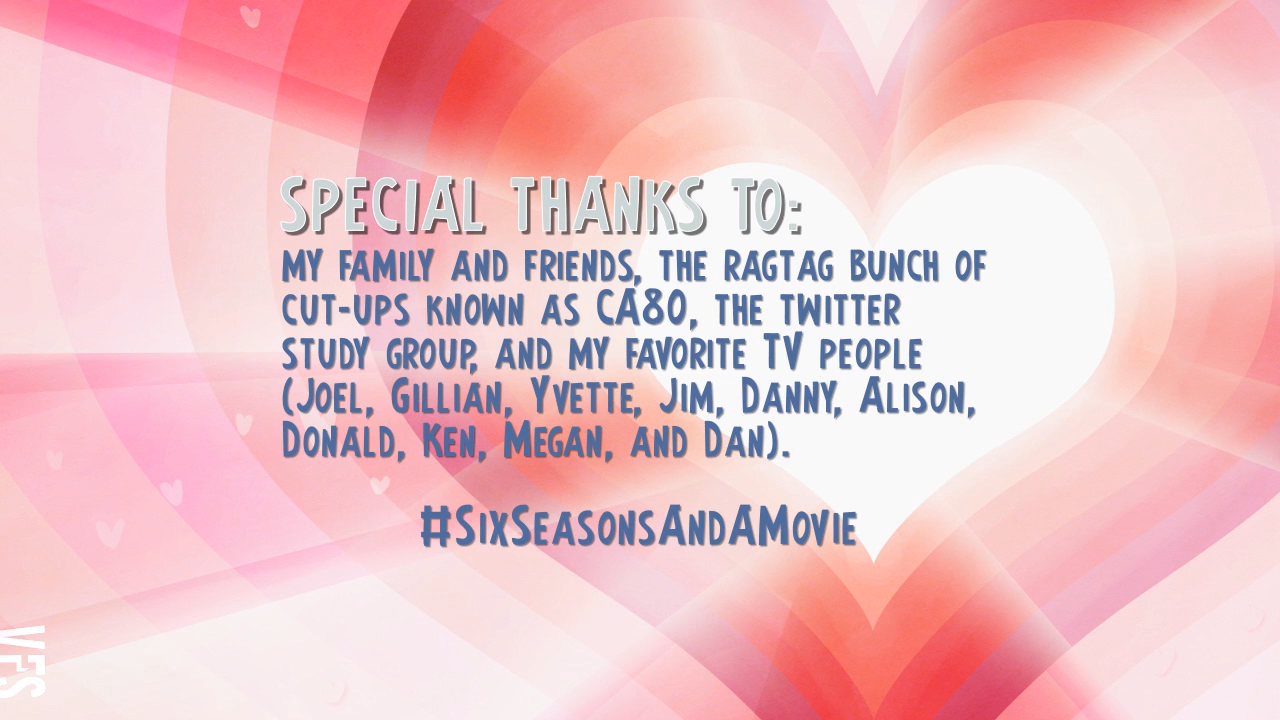 SPECIAL THANKS TO:
MY FAMILY AND FRIENDS, THE RAGTAG BUNCH OF
CUT-UPS KNOWN AS CA80, THE TWITTER
STUDY GROUP, AND MY FAVORITE TV PEOPLE
(JOEL, GILLIAN, YVETTE, JIM, DANNY, ALISON,
DONALD, KEN, MEGAN, AND DAN).
#SIXSEASONSANDAMOVIE
VFS